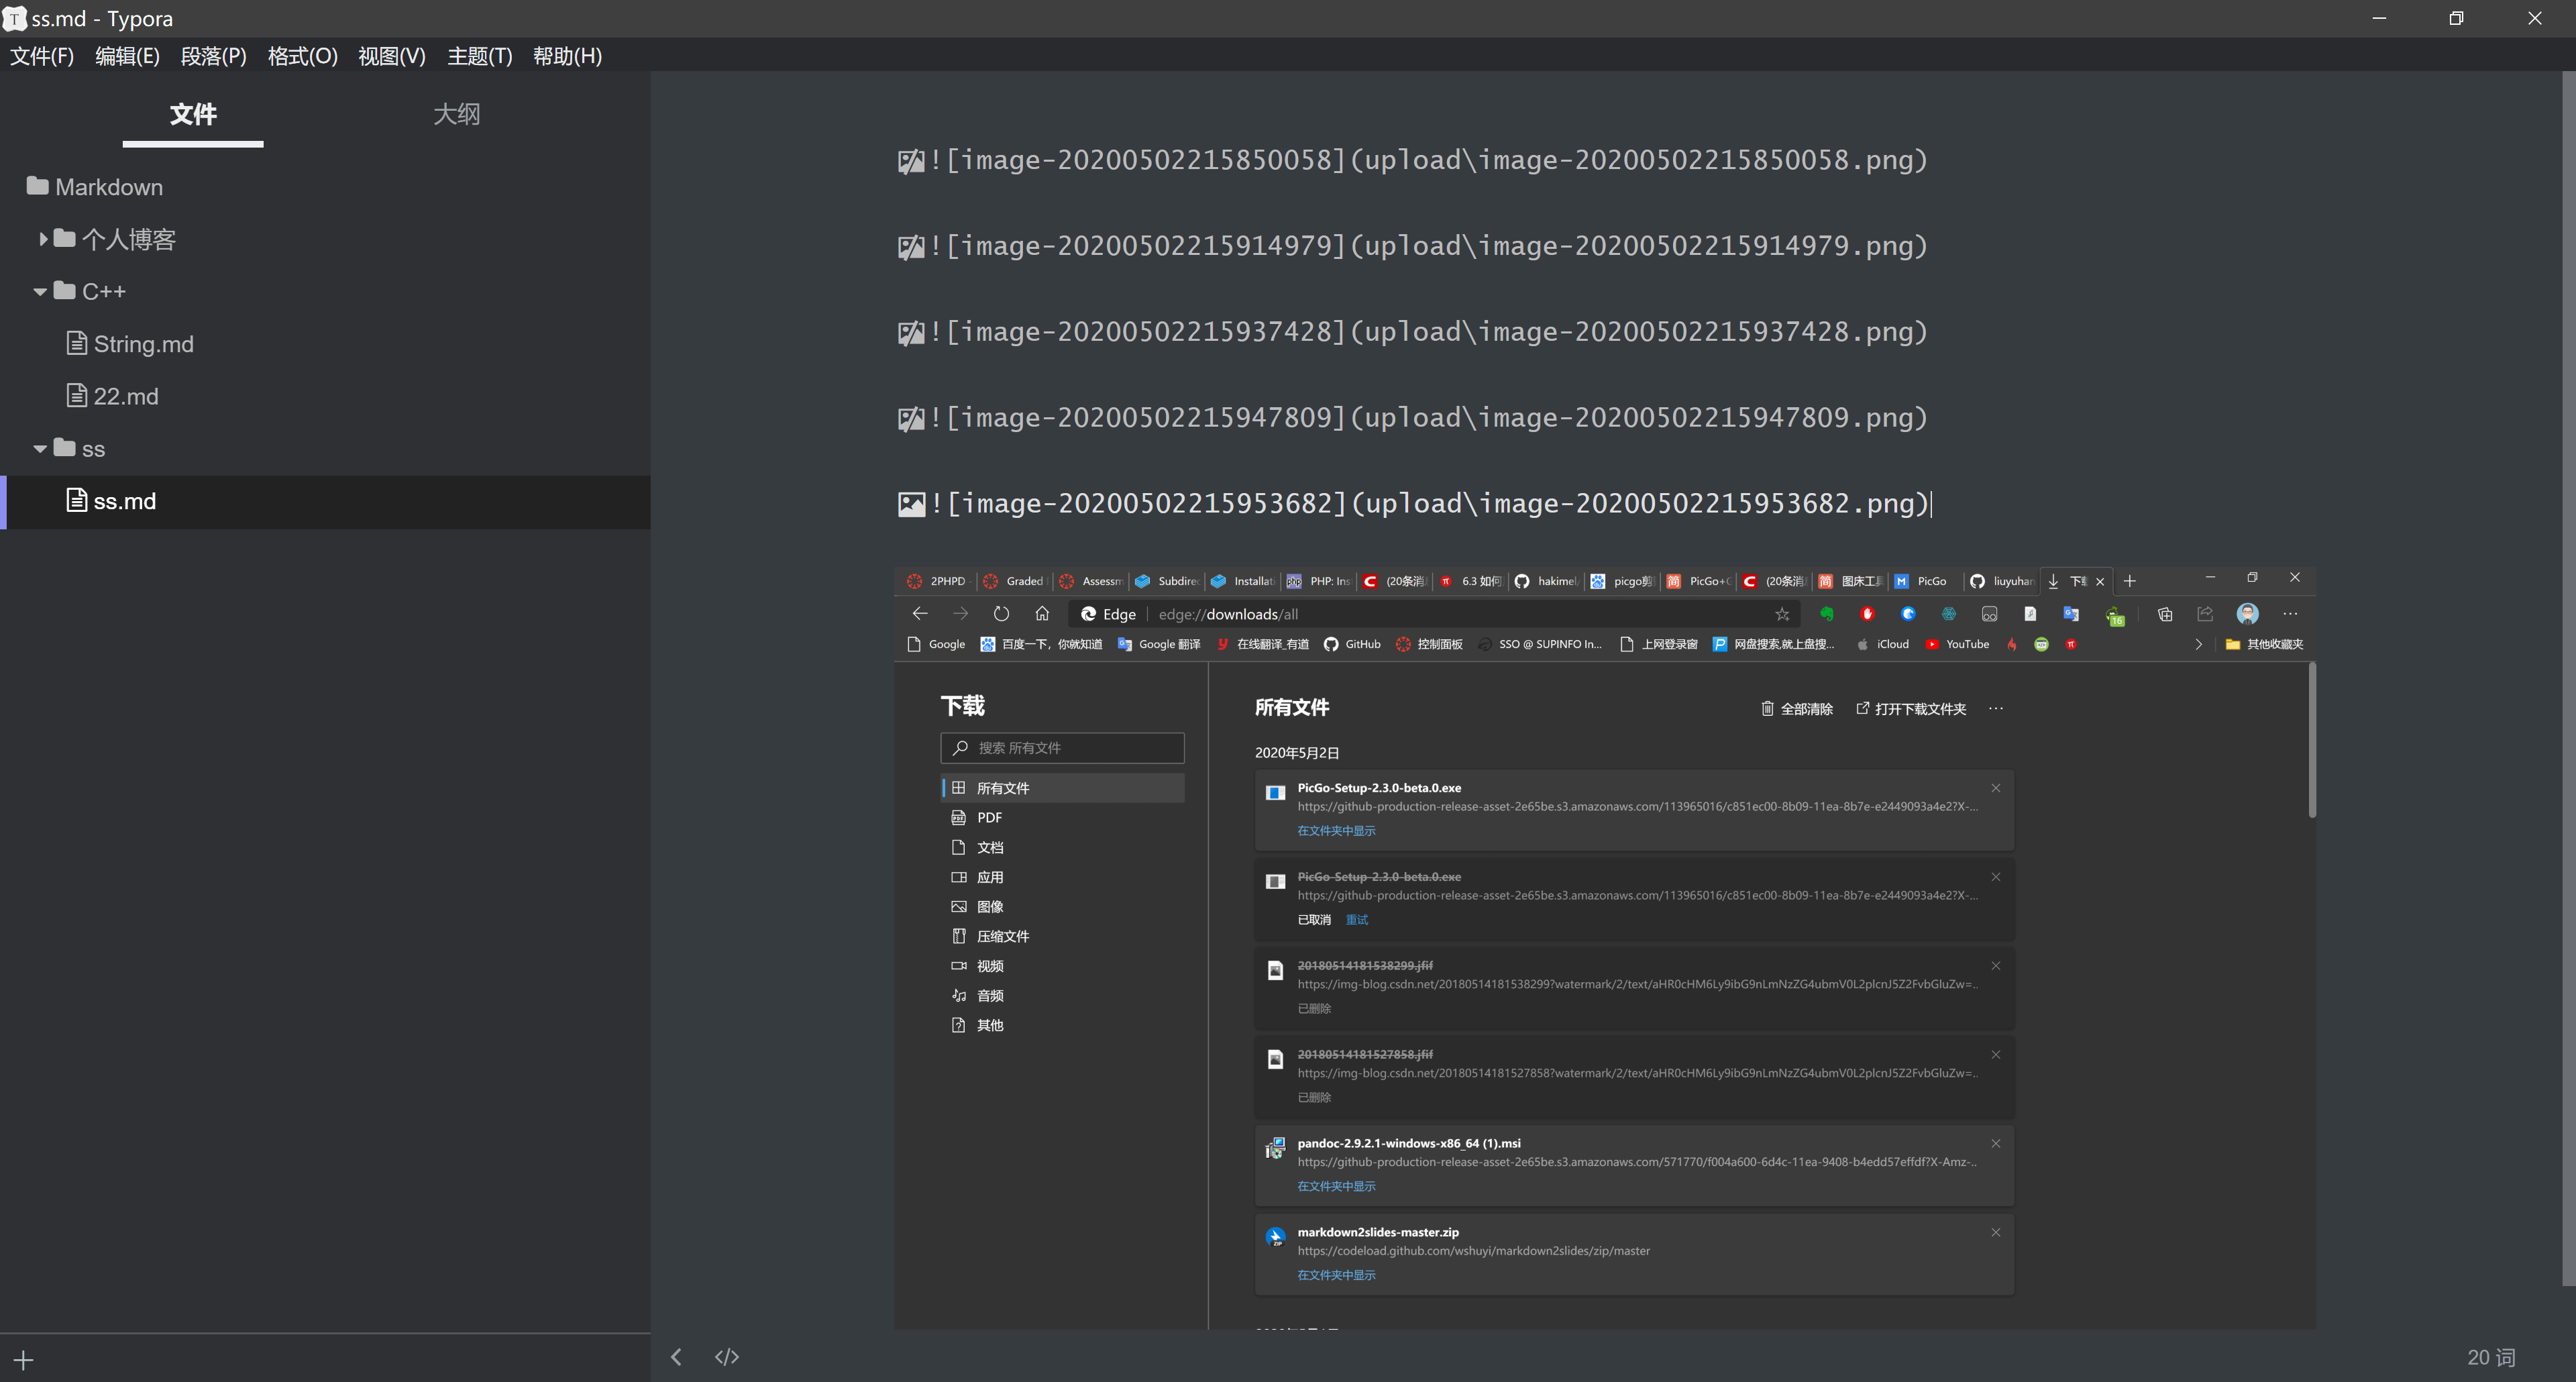 ss.md - Typora
文件(F) 编辑(E) 段落(P) 格式(O) 视图(V) 主题(T) 帮助(H)
文件 大纲
Markdown
个人博客
C++
String.md
22.md
ss
ss.md
![image-20200502215850058](upload\image-20200502215850058.png)
![image-20200502215914979](upload\image-20200502215914979.png)
![image-20200502215937428](upload\image-20200502215937428.png)
![image-20200502215947809](upload\image-20200502215947809.png)
![image-20200502215953682](upload\image-20200502215953682.png)
2PHPD Graded Assessm Subdire Installat PHP: Ins (20条消 6.3 如何 hakimel picgo剪 PicGo+ (20条消 图床工具 PicGo liuyuhan 下载
Edge edge://downloads/all
16
Google 百度一下，你就知道 Google 翻译 在线翻译_有道 GitHub 控制面板 SSO @ SUPINFO In... 上网登录窗 网盘搜索,就上盘搜... iCloud YouTube 其他收藏夹
下载
搜索 所有文件
所有文件
PDF
文档
应用
图像
压缩文件
视频
音频
其他
所有文件 全部清除 打开下载文件夹 ...
2020年5月2日
PicGo-Setup-2.3.0-beta.0.exe
https://github-production-release-asset-2e65be.s3.amazonaws.com/113965016/c851ec00-8b09-11ea-8b7e-e2449093a4e2?X-...
在文件夹中显示
PicGo-Setup-2.3.0-beta.0.exe
https://github-production-release-asset-2e65be.s3.amazonaws.com/113965016/c851ec00-8b09-11ea-8b7e-e2449093a4e2?X-...
已取消 重试
20180514181538299.jfif
https://img-blog.csdn.net/20180514181538299?watermark/2/text/aHR0cHM6Ly9ibG9nLmNzZG4ubmV0L2plcnJ5Z2FvbGluZw=..
已删除
20180514181527858.jfif
https://img-blog.csdn.net/20180514181527858?watermark/2/text/aHR0cHM6Ly9ibG9nLmNzZG4ubmV0L2plcnJ5Z2FvbGluZw=..
已删除
pandoc-2.9.2.1-windows-x86_64 (1).msi
https://github-production-release-asset-2e65be.s3.amazonaws.com/571770/f004a600-6d4c-11ea-9408-b4edd57effdf?X-Amz-..
在文件夹中显示
markdown2slides-master.zip
https://codeload.github.com/wshuyi/markdown2slides/zip/master
在文件夹中显示
20 词